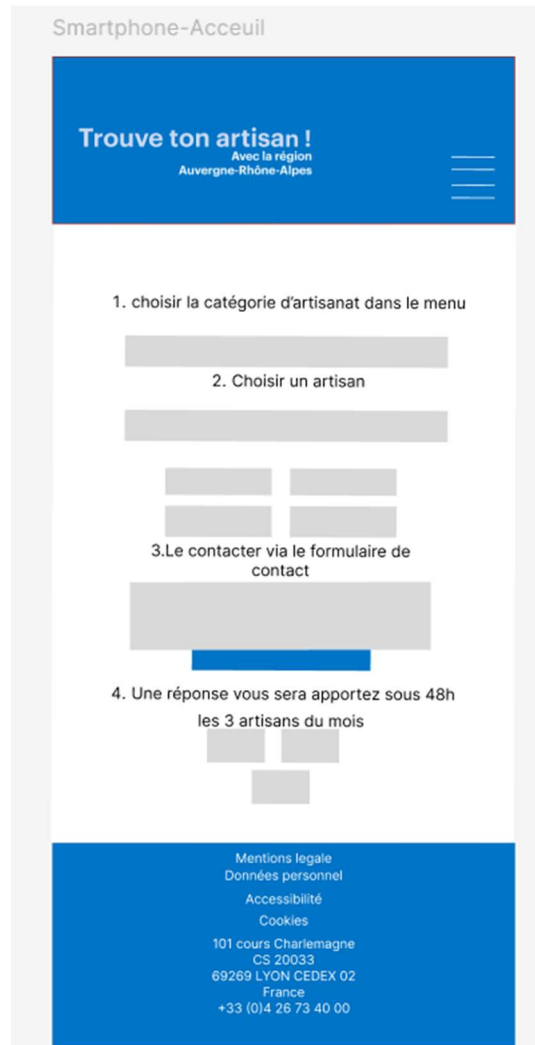 Smartphone-Acceuil
Trouve ton artisan !
Avec la région
Auvergne-Rhône-Alpes
1. choisir la catégorie d'artisanat dans le menu
2. Choisir un artisan
3.Le contacter via le formulaire de
contact
4. Une réponse vous sera apportez sous 48h
les 3 artisans du mois
Mentions legale
Données personnel
Accessibilité
Cookies
101 cours Charlemagne
CS 20033
69269 LYON CEDEX 02
France
+33 (0)4 26 73 40 00